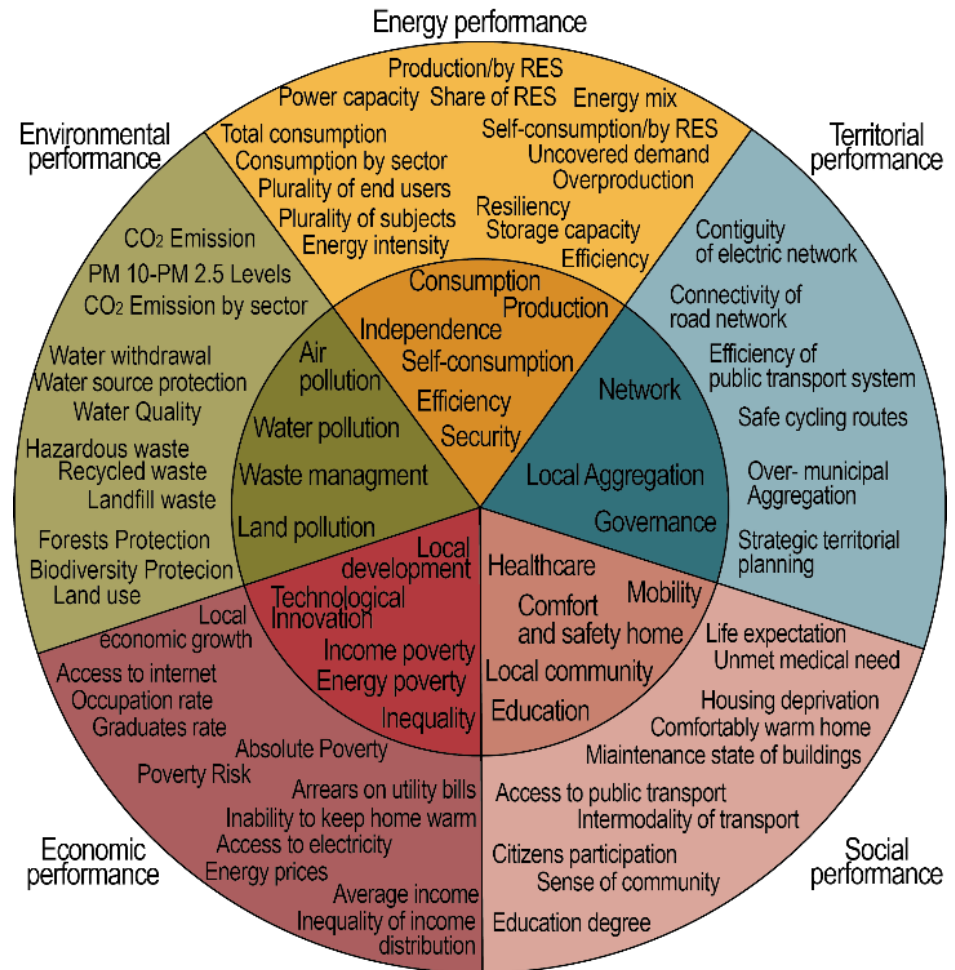 Energy performance
Production/by RES
Power capacity Share of RES Energy mix
Total consumption
Consumption by sector
Plurality of end users
Plurality of subjects
Energy intensity
Self-consumption/by RES
Uncovered demand
Overproduction
Resiliency
Storage capacity
Efficiency
Consumption
Production
Independence
Self-consumption
Efficiency
Security
Territorial
performance
Contiguity
of electric network
Connectivity of
road network
Efficiency of
public transport system
Safe cycling routes
Over- municipal
Aggregation
Strategic territorial
planning
Network
Local Aggregation
Governance
Social
performance
Healthcare
Mobility
Comfort
and safety home
Local community
Education
Life expectation
Unmet medical need
Housing deprivation
Comfortably warm home
Miaintenance state of buildings
Access to public transport
Intermodality of transport
Citizens participation
Sense of community
Education degree
Economic
performance
Local
development
Technological
Innovation
Income poverty
Energy poverty
Inequality
Local
economic growth
Access to internet
Occupation rate
Graduates rate
Absolute Poverty
Poverty Risk
Arrears on utility bills
Inability to keep home warm
Access to electricity
Energy prices
Average income
Inequality of income
distribution
Environmental
performance
CO2 Emission
PM 10-PM 2.5 Levels
CO2 Emission by sector
Water withdrawal
Water source protection
Water Quality
Hazardous waste
Recycled waste
Landfill waste
Forests Protection
Biodiversity Protecion
Land use
Air
pollution
Water pollution
Waste managment
Land pollution